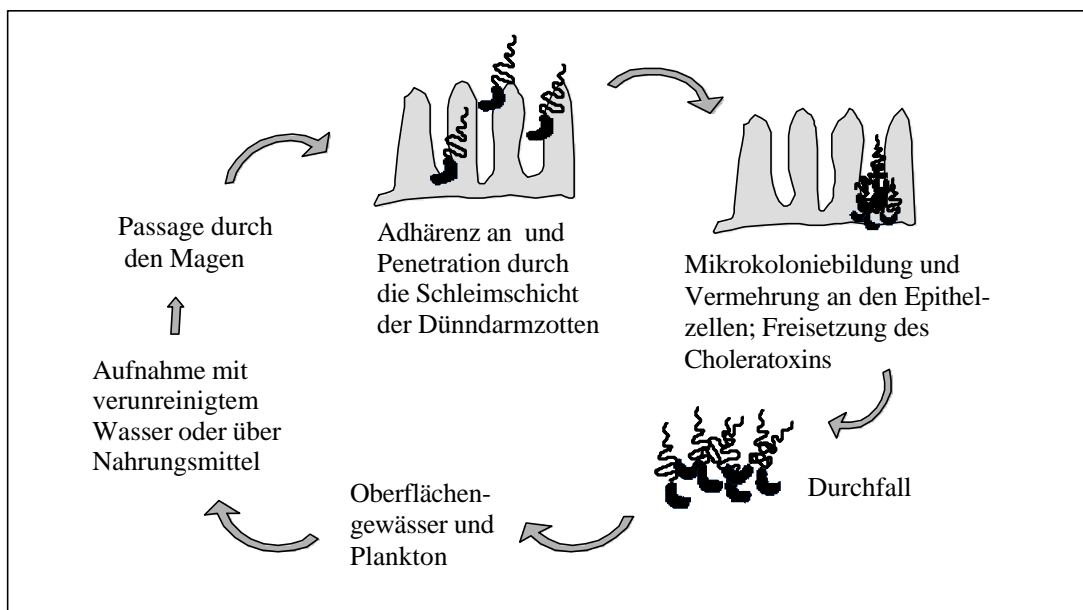 Passage durch
den Magen
Adhärenz an und
Penetration durch
die Schleimschicht
der Dünndarmzotten
Mikrokoloniebildung und
Vermehrung an den Epithel-
zellen; Freisetzung des
Choleratoxins
Durchfall
Oberflächen-
gewässer und
Plankton
Aufnahme mit
verunreinigtem
Wasser oder über
Nahrungsmittel